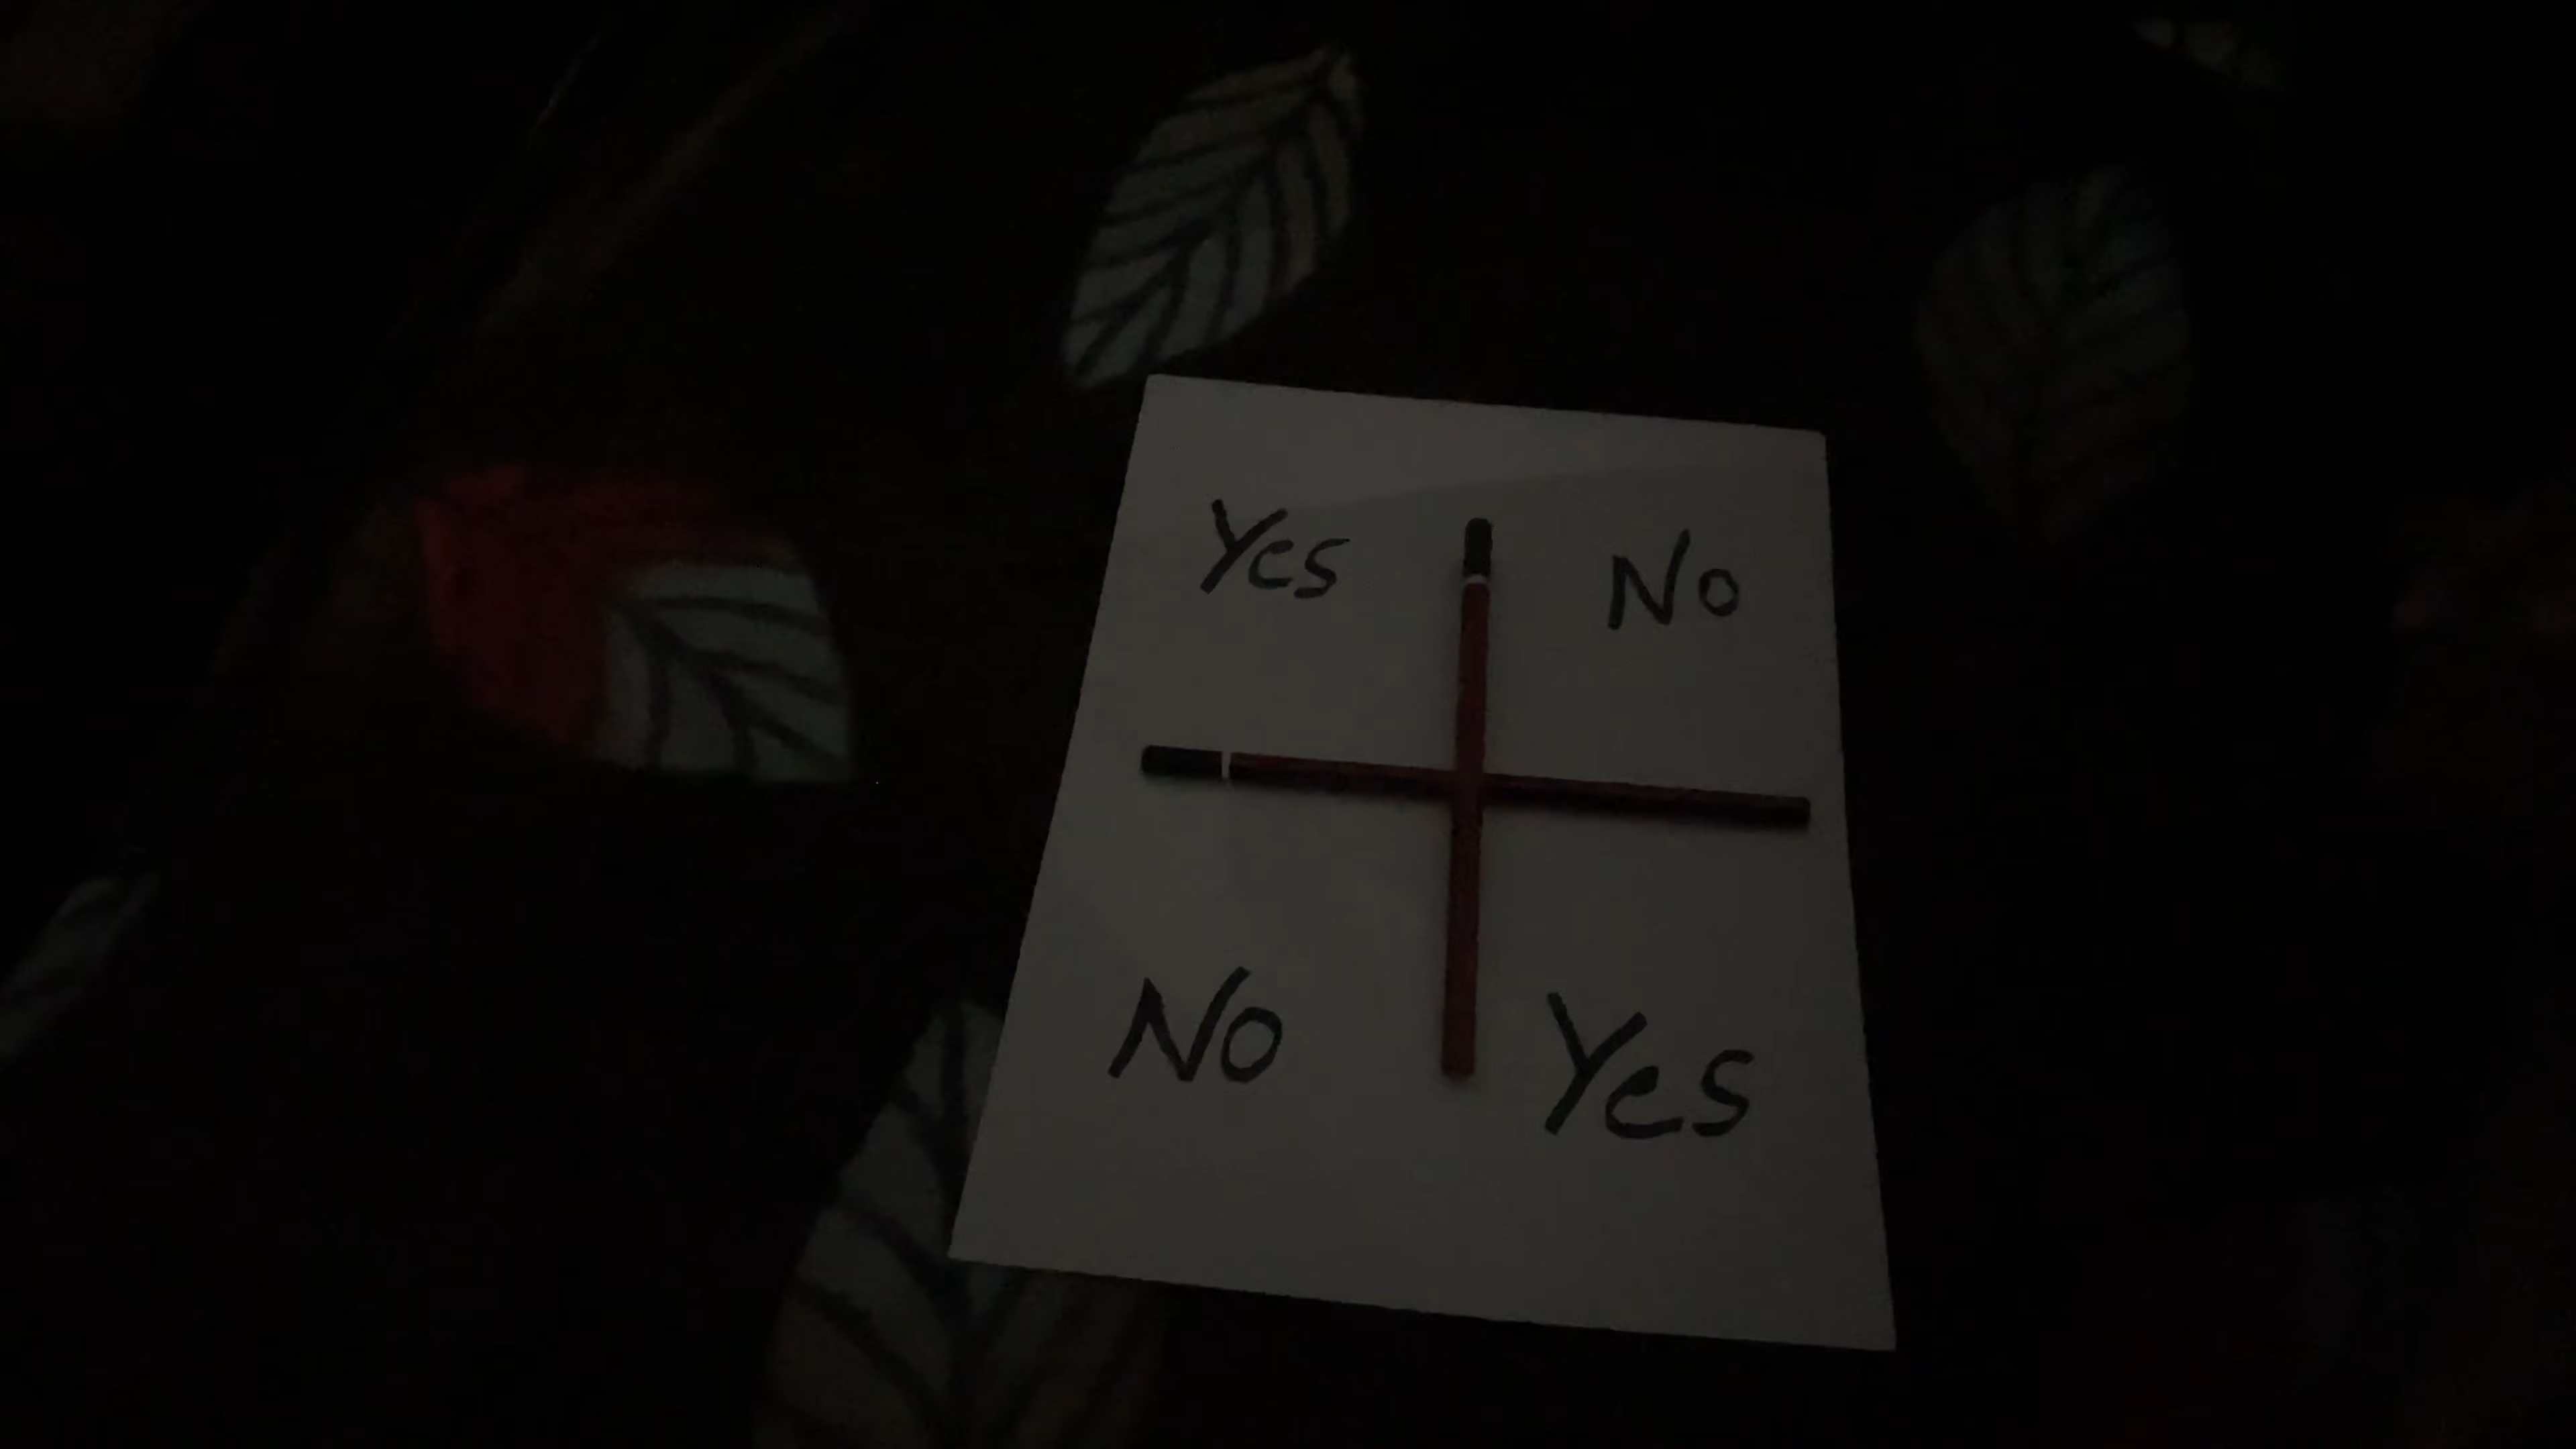 Yes No
No Yes